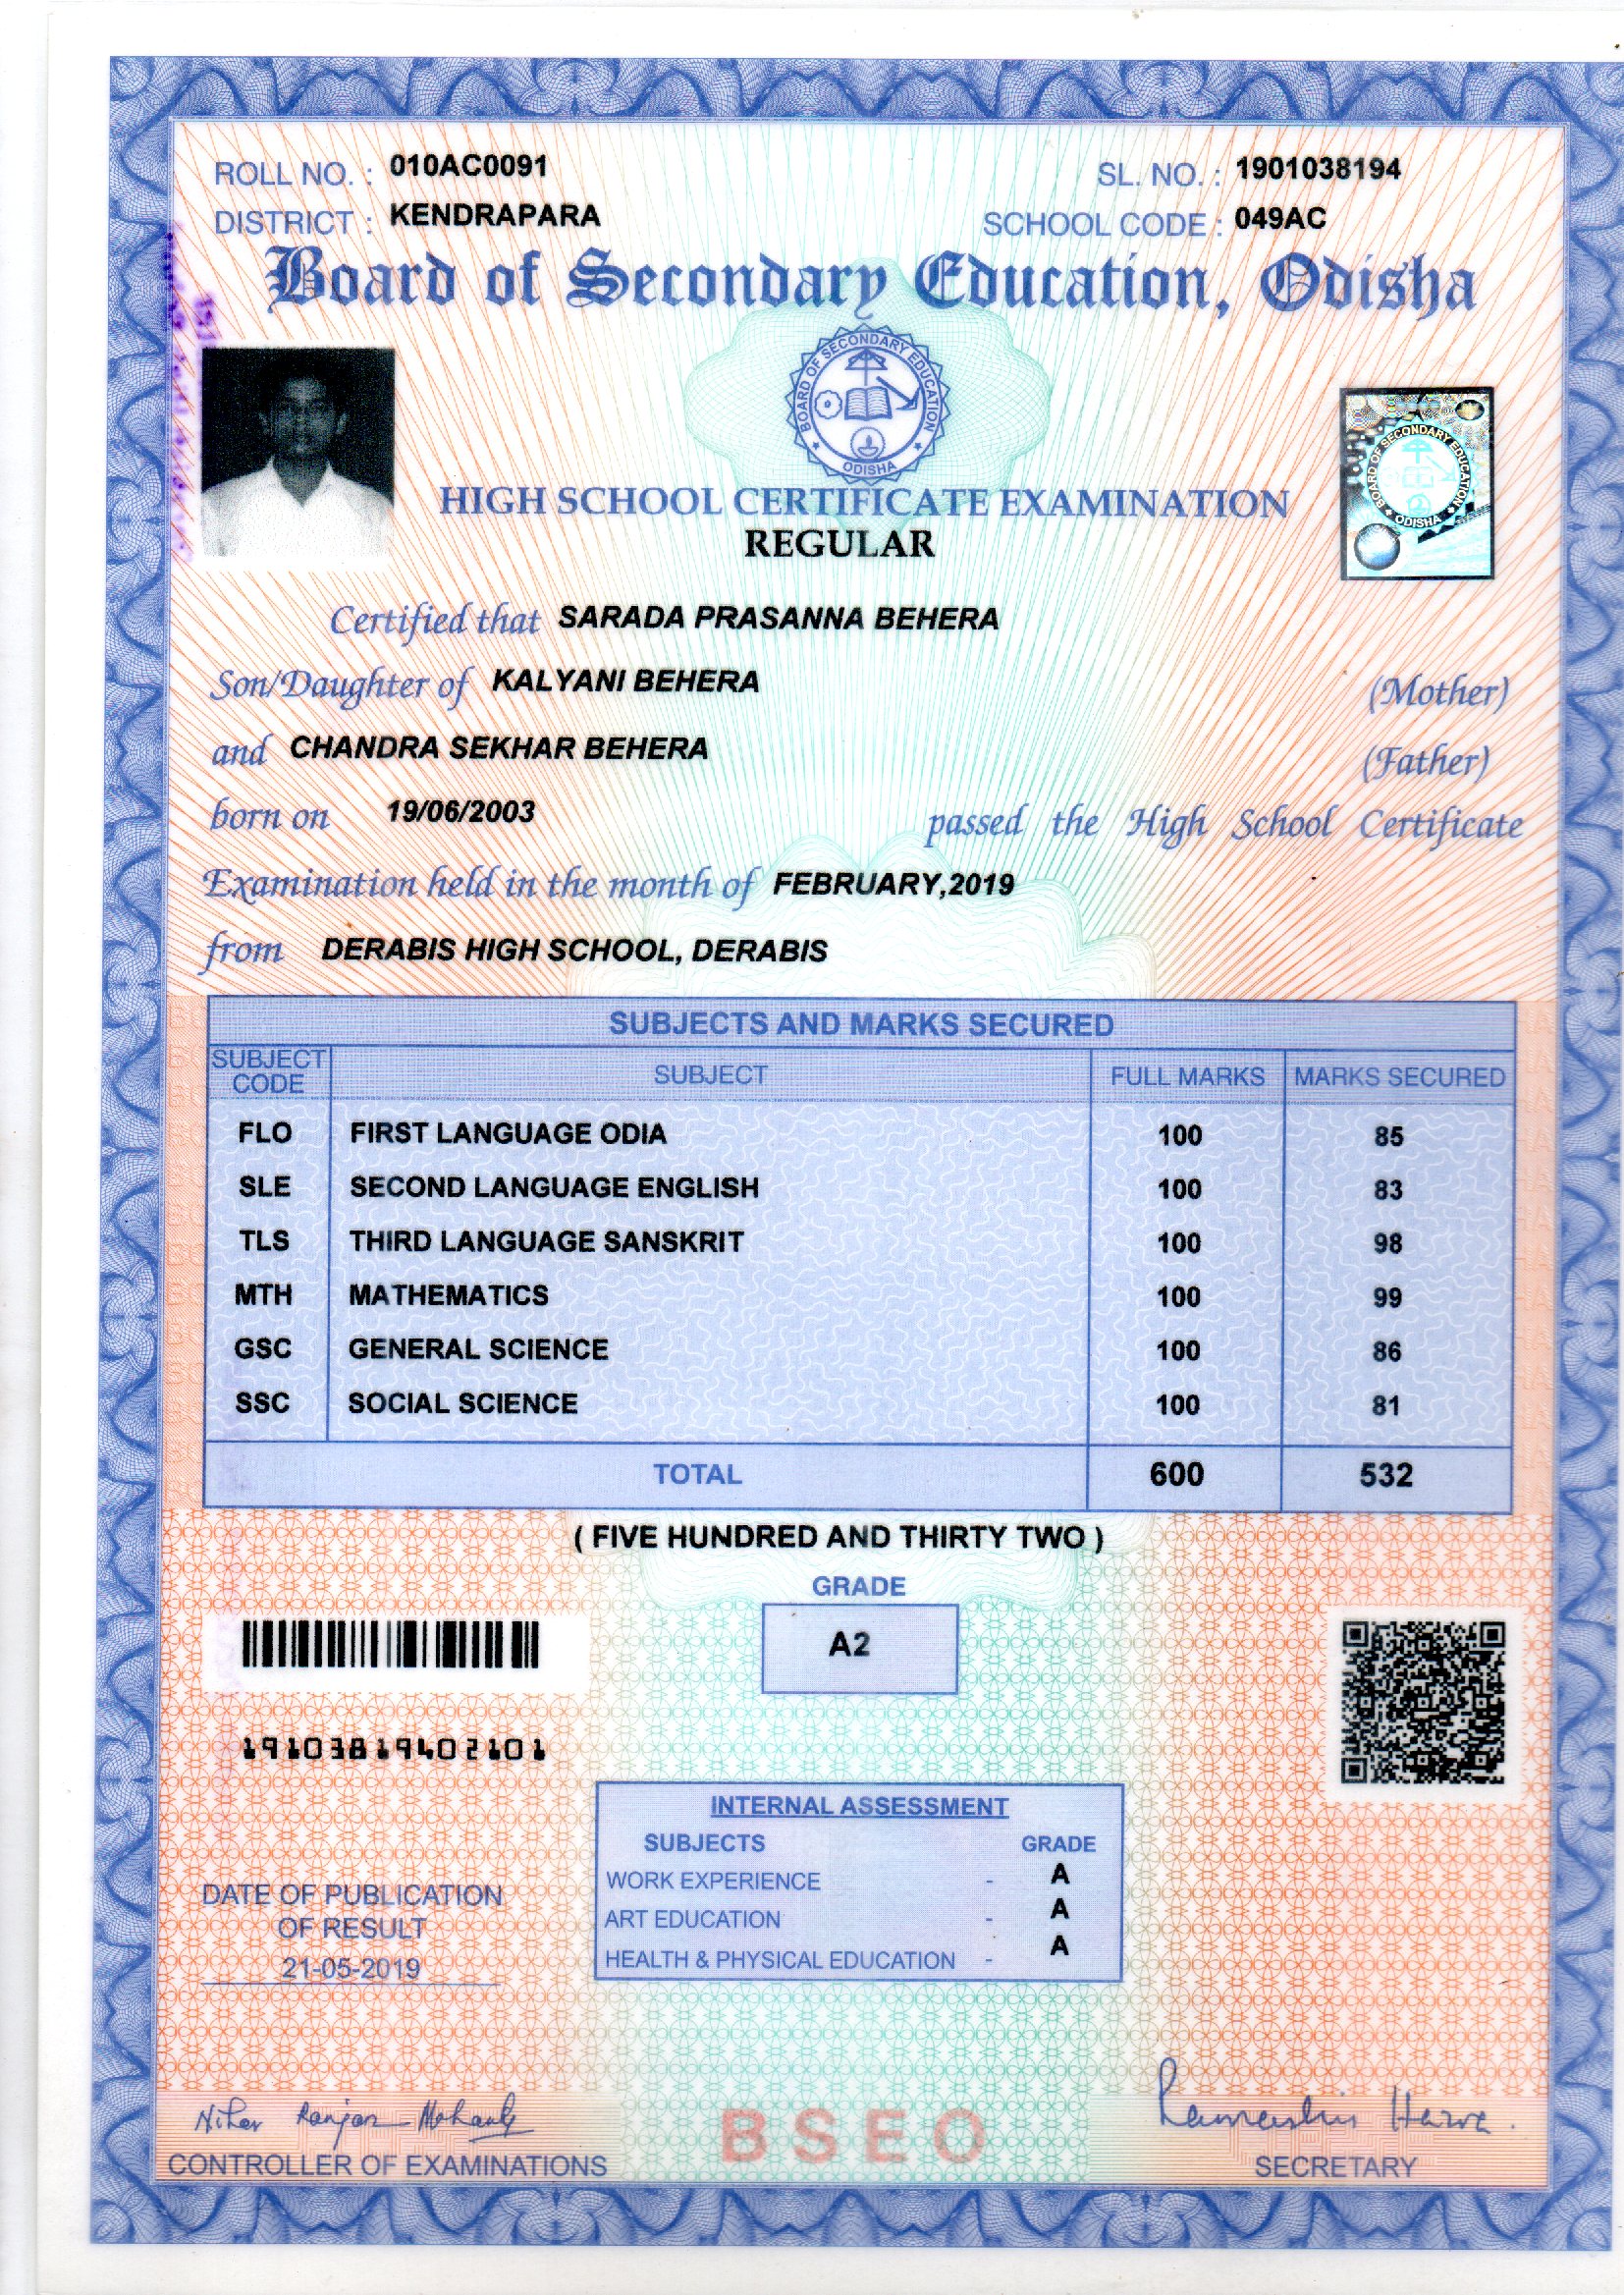 ROLL NO. : 010AC0091 SL. NO. : 1901038194
DISTRICT : KENDRAPARA SCHOOL CODE : 049AC
Board of Secondary Education, Odisha
BOARD OF SECONDARY EDUCATION
ODISHA
BOARD OF SECONDARY EDUCATION
ODISHA
HIGH SCHOOL CERTIFICATE EXAMINATION
REGULAR
Certified that SARADA PRASANNA BEHERA
Son/Daughter of KALYANI BEHERA (Mother)
and CHANDRA SEKHAR BEHERA (Father)
born on 19/06/2003 passed the High School Certificate
Examination held in the month of FEBRUARY,2019
from DERABIS HIGH SCHOOL, DERABIS
SUBJECTS AND MARKS SECURED
SUBJECT CODE SUBJECT FULL MARKS MARKS SECURED
FLO FIRST LANGUAGE ODIA 100 85
SLE SECOND LANGUAGE ENGLISH 100 83
TLS THIRD LANGUAGE SANSKRIT 100 98
MTH MATHEMATICS 100 99
GSC GENERAL SCIENCE 100 86
SSC SOCIAL SCIENCE 100 81
TOTAL 600 532
( FIVE HUNDRED AND THIRTY TWO )
GRADE
A2
19103819402101
INTERNAL ASSESSMENT
SUBJECTS GRADE
WORK EXPERIENCE - A
ART EDUCATION - A
HEALTH & PHYSICAL EDUCATION - A
DATE OF PUBLICATION
OF RESULT
21-05-2019
Nihar Ranjan Mohanty
BSEO
CONTROLLER OF EXAMINATIONS SECRETARY